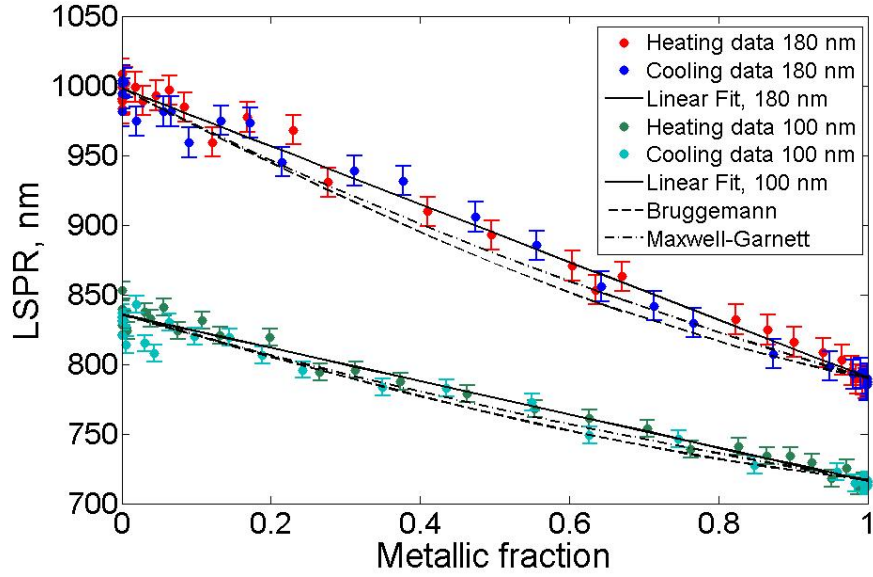 1050
1000
950
900
850
800
750
700
LSPR, nm
0
0.2
0.4
0.6
0.8
1
Metallic fraction
Heating data 180 nm
Cooling data 180 nm
Linear Fit, 180 nm
Heating data 100 nm
Cooling data 100 nm
Linear Fit, 100 nm
Bruggemann
Maxwell-Garnett